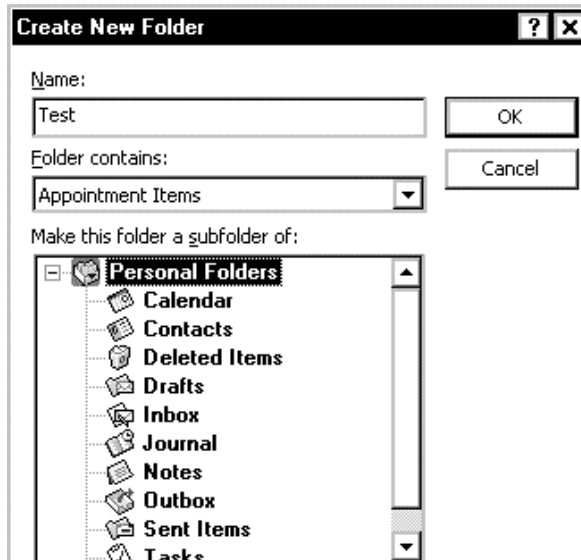 Create New Folder
Name:
Test
OK
Folder contains:
Cancel
Appointment Items
Make this folder a subfolder of:
Personal Folders
Calendar
Contacts
Deleted Items
Drafts
Inbox
Journal
Notes
Outbox
Sent Items
Tasks